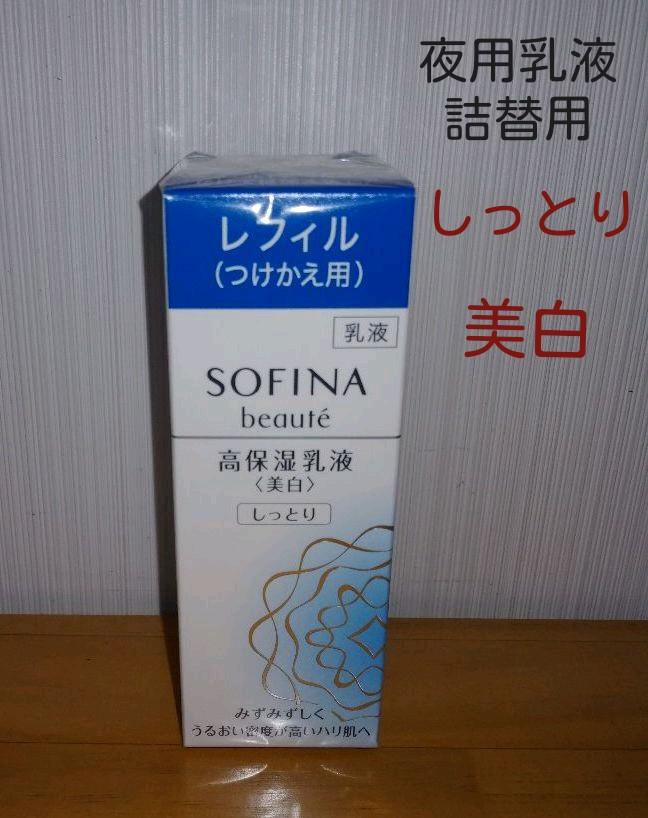 夜用乳液
詰替用
しっとり
美白
レフィル
(つけかえ用)
乳液
SOFINA
beauté
高保湿乳液
〈美白〉
しっとり
みずみずしく
うるおい密度が高いハリ肌へ